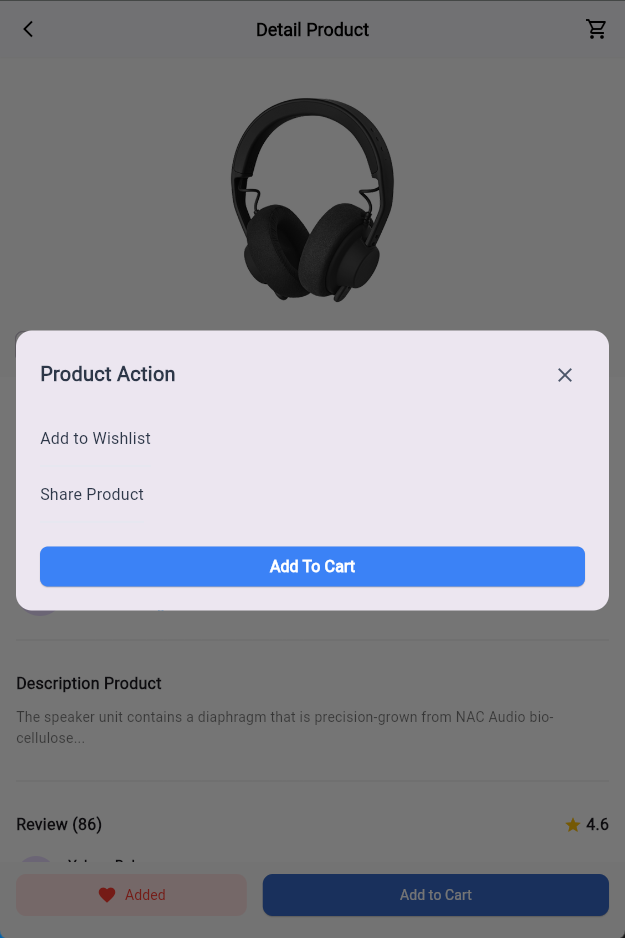 Detail Product
Product Action
Add to Wishlist
Share Product
Add To Cart
Description Product
The speaker unit contains a diaphragm that is precision-grown from NAC Audio bio-
cellulose...
Review (86)
4.6
Added
Add to Cart